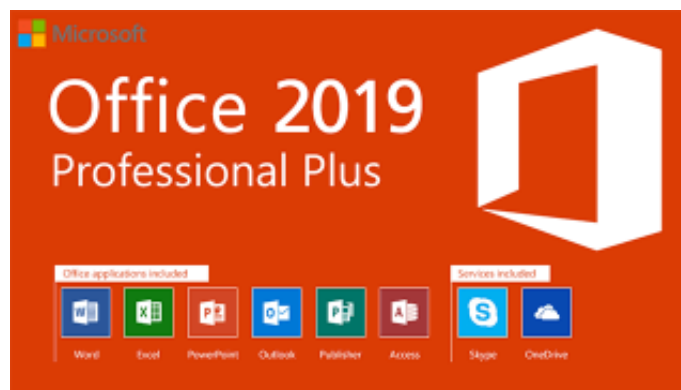 Microsoft
Office 2019
Professional Plus
Office applications included
Services included
Word Excel PowerPoint Outlook Publisher Access Skype OneDrive